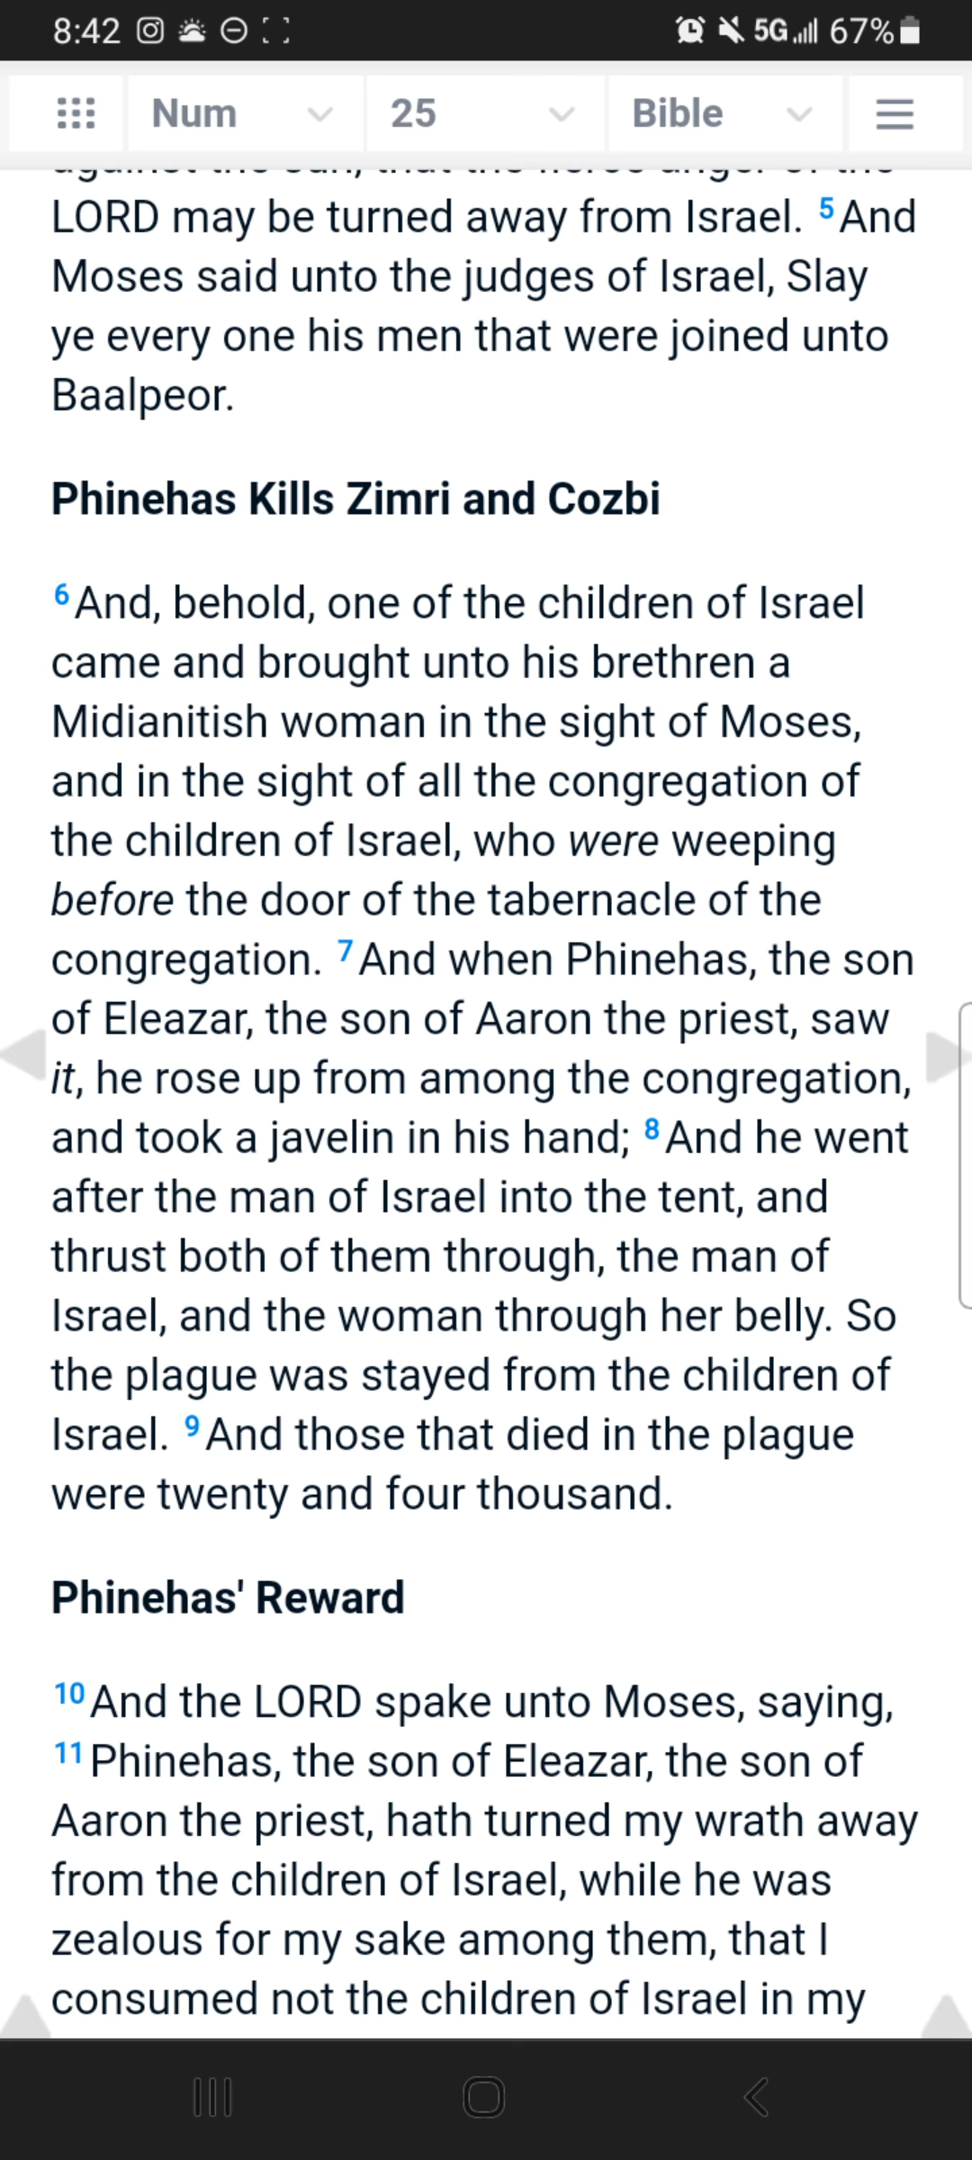 8:42 5G 67%
Num 25 Bible
against the sun, that the fierce anger of the
LORD may be turned away from Israel. 5 And
Moses said unto the judges of Israel, Slay
ye every one his men that were joined unto
Baalpeor.
Phinehas Kills Zimri and Cozbi
6 And, behold, one of the children of Israel
came and brought unto his brethren a
Midianitish woman in the sight of Moses,
and in the sight of all the congregation of
the children of Israel, who were weeping
before the door of the tabernacle of the
congregation. 7 And when Phinehas, the son
of Eleazar, the son of Aaron the priest, saw
it, he rose up from among the congregation,
and took a javelin in his hand; 8 And he went
after the man of Israel into the tent, and
thrust both of them through, the man of
Israel, and the woman through her belly. So
the plague was stayed from the children of
Israel. 9 And those that died in the plague
were twenty and four thousand.
Phinehas' Reward
10 And the LORD spake unto Moses, saying,
11 Phinehas, the son of Eleazar, the son of
Aaron the priest, hath turned my wrath away
from the children of Israel, while he was
zealous for my sake among them, that I
consumed not the children of Israel in my